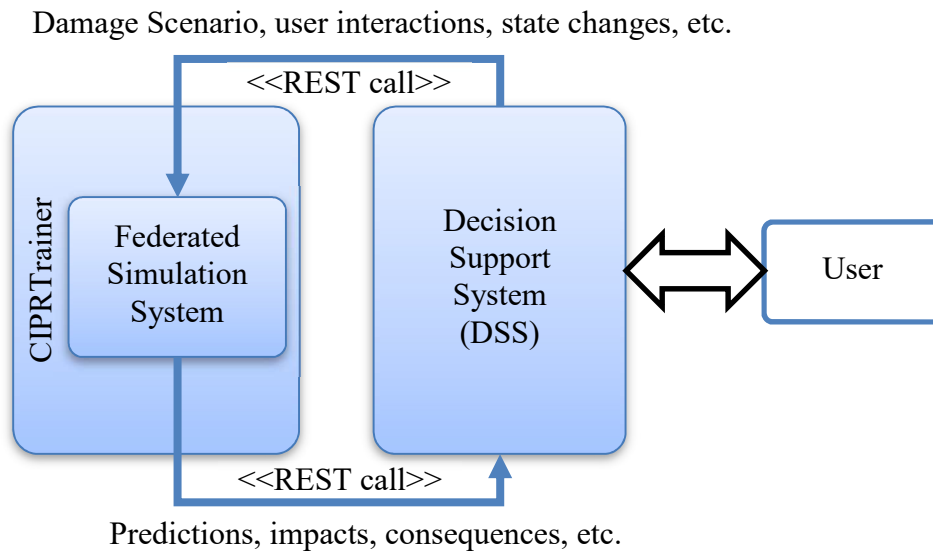 Damage Scenario, user interactions, state changes, etc.
<<REST call>>
CIPRTrainer
Federated
Simulation
System
Decision
Support
System
(DSS)
User
<<REST call>>
Predictions, impacts, consequences, etc.